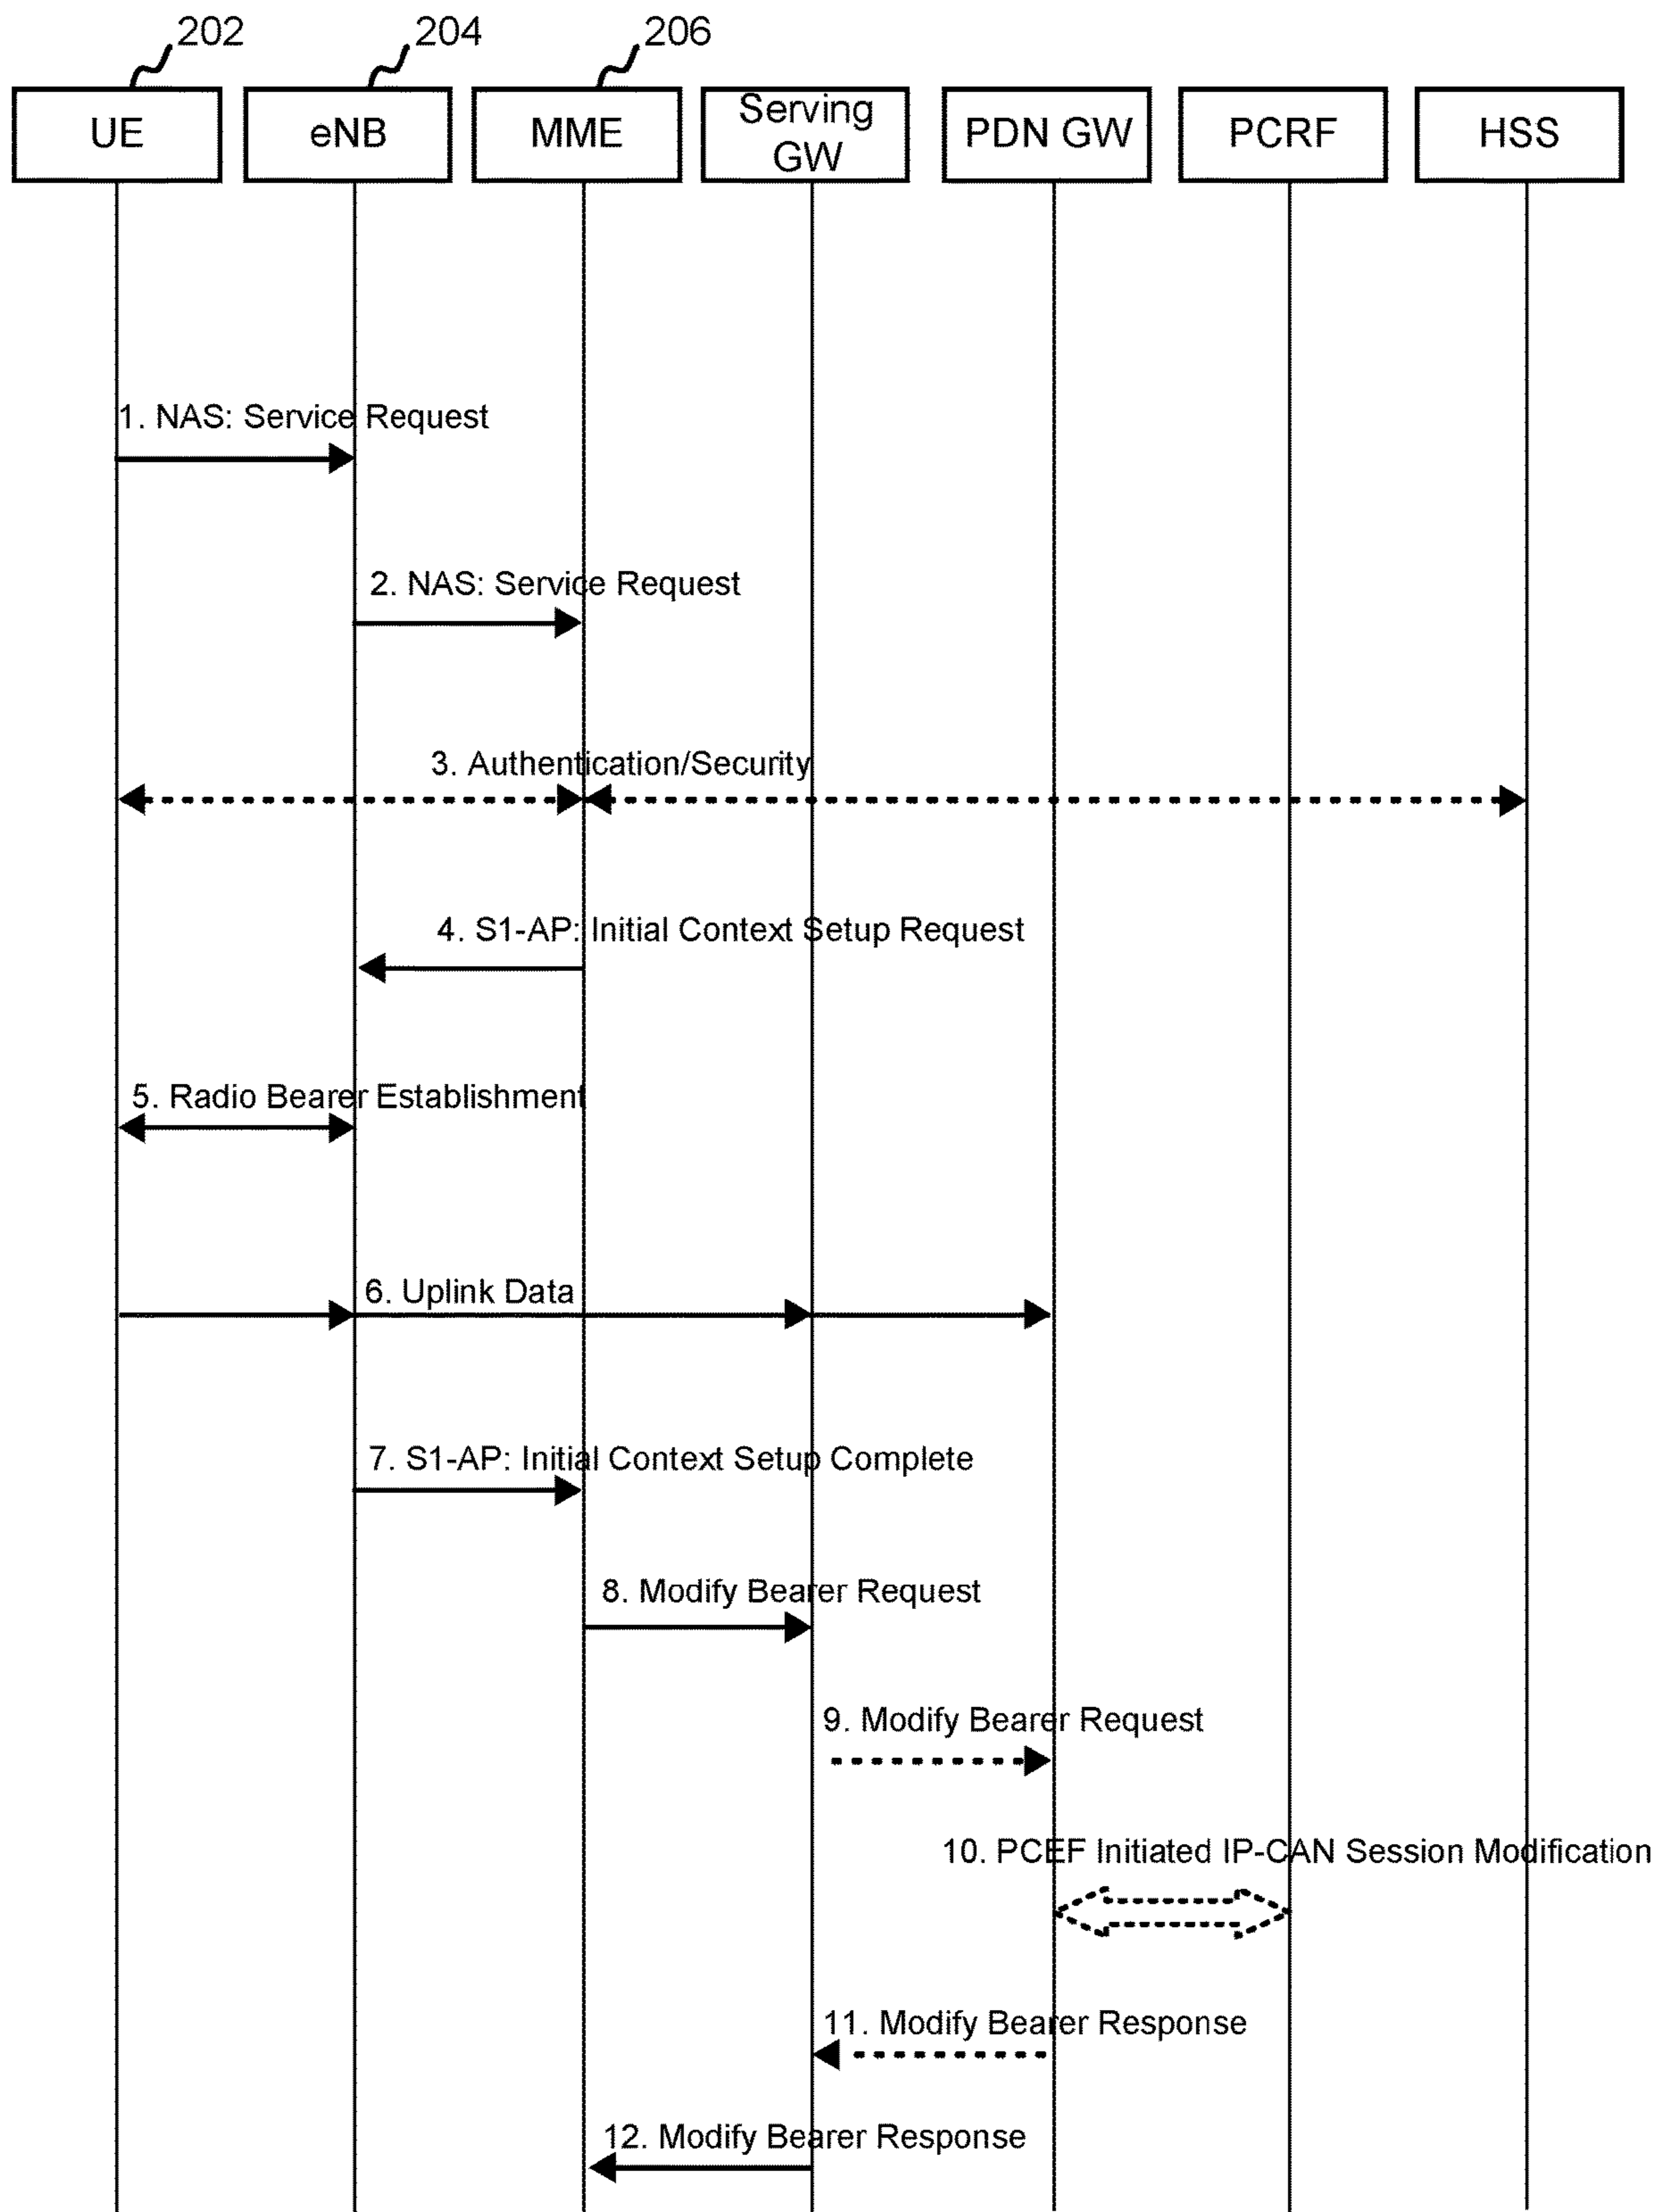 202
204
206
UE
eNB
MME
Serving
GW
PDN GW
PCRF
HSS
1. NAS: Service Request
2. NAS: Service Request
3. Authentication/Security
4. S1-AP: Initial Context Setup Request
5. Radio Bearer Establishment
6. Uplink Data
7. S1-AP: Initial Context Setup Complete
8. Modify Bearer Request
9. Modify Bearer Request
10. PCEF Initiated IP-CAN Session Modification
11. Modify Bearer Response
12. Modify Bearer Response